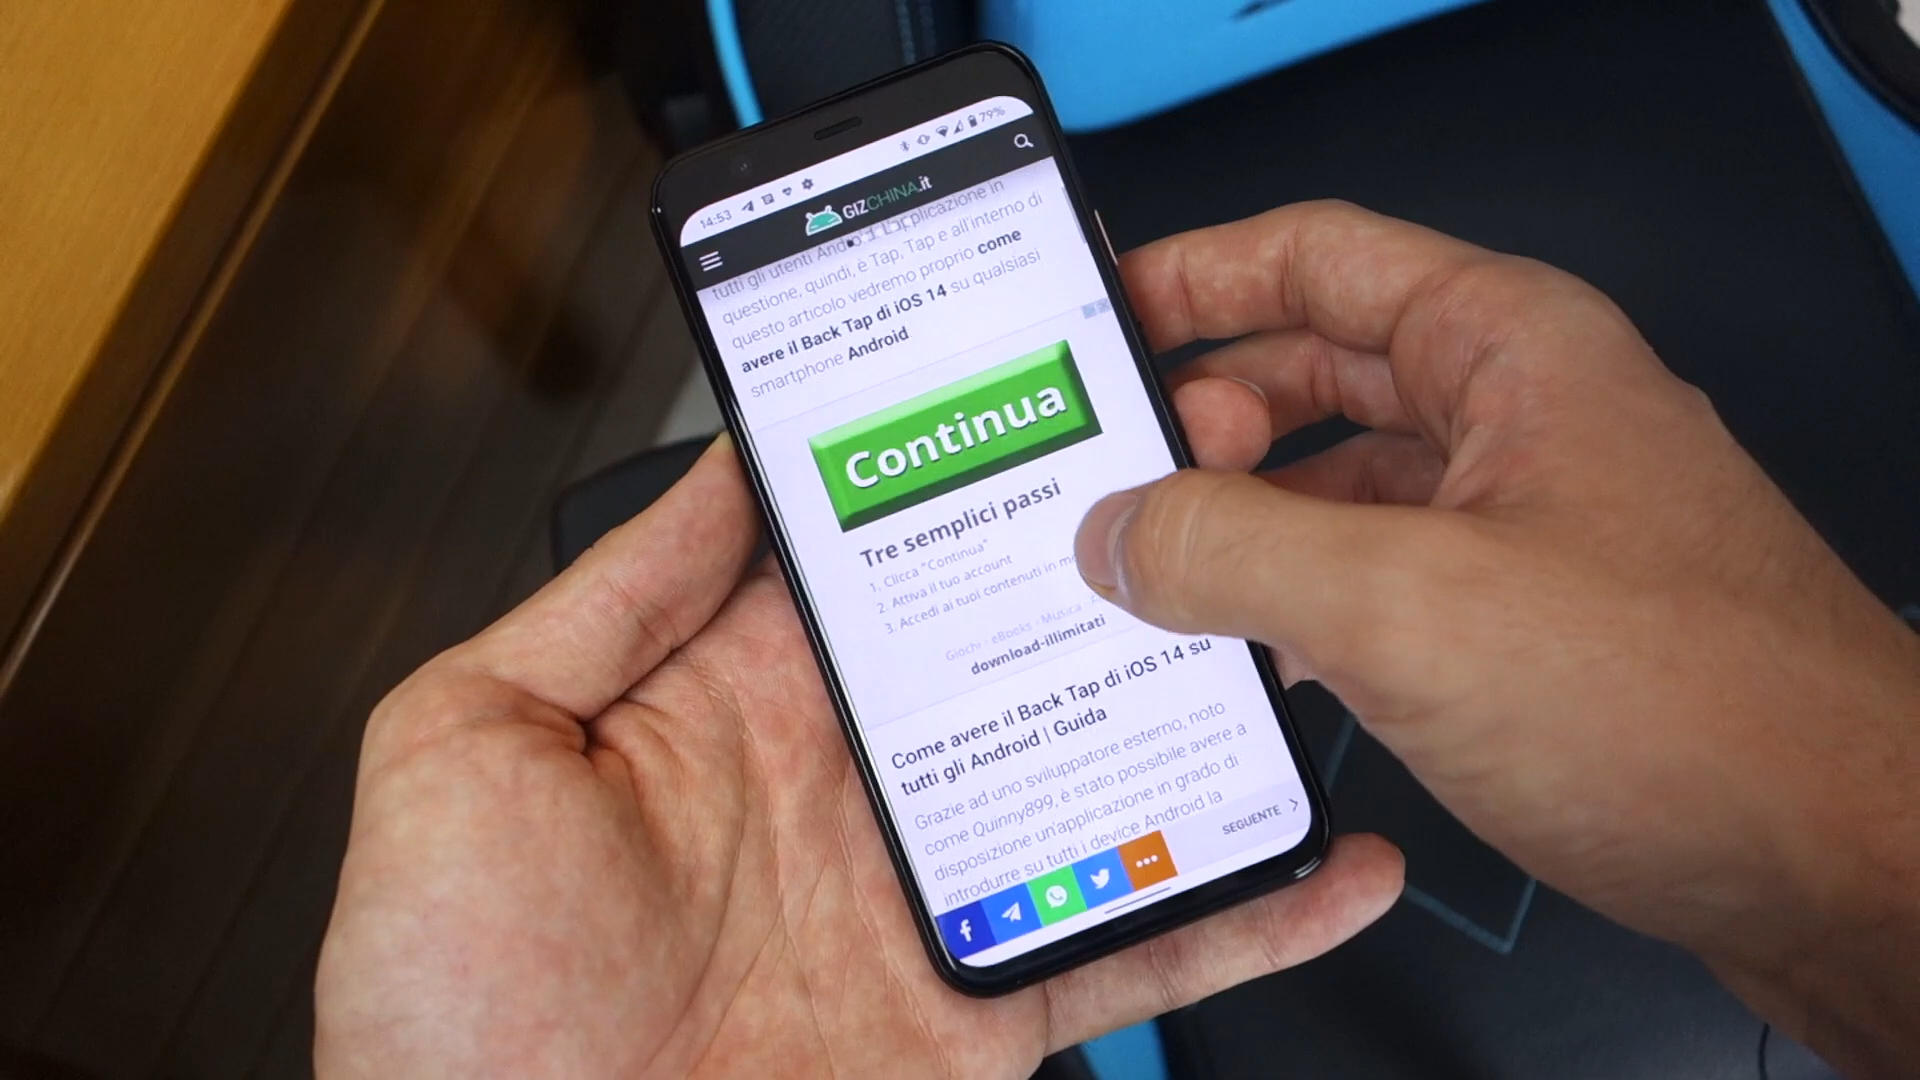 14:53
79%
GIZCHINA.it
tutti gli utenti Android. L'applicazione in
questione, quindi, è Tap, Tap e all'interno di
questo articolo vedremo proprio come
avere il Back Tap di iOS 14 su qualsiasi
smartphone Android
Continua
Tre semplici passi
1. Clicca "Continua"
2. Attiva il tuo account
3. Accedi ai tuoi contenuti in
Giochi · eBooks · Musica
download-illimitati
Come avere il Back Tap di iOS 14 su
tutti gli Android | Guida
Grazie ad uno sviluppatore esterno, noto
come Quinny899, è stato possibile avere a
disposizione un'applicazione in grado di
introdurre su tutti i device Android la
SEGUENTE